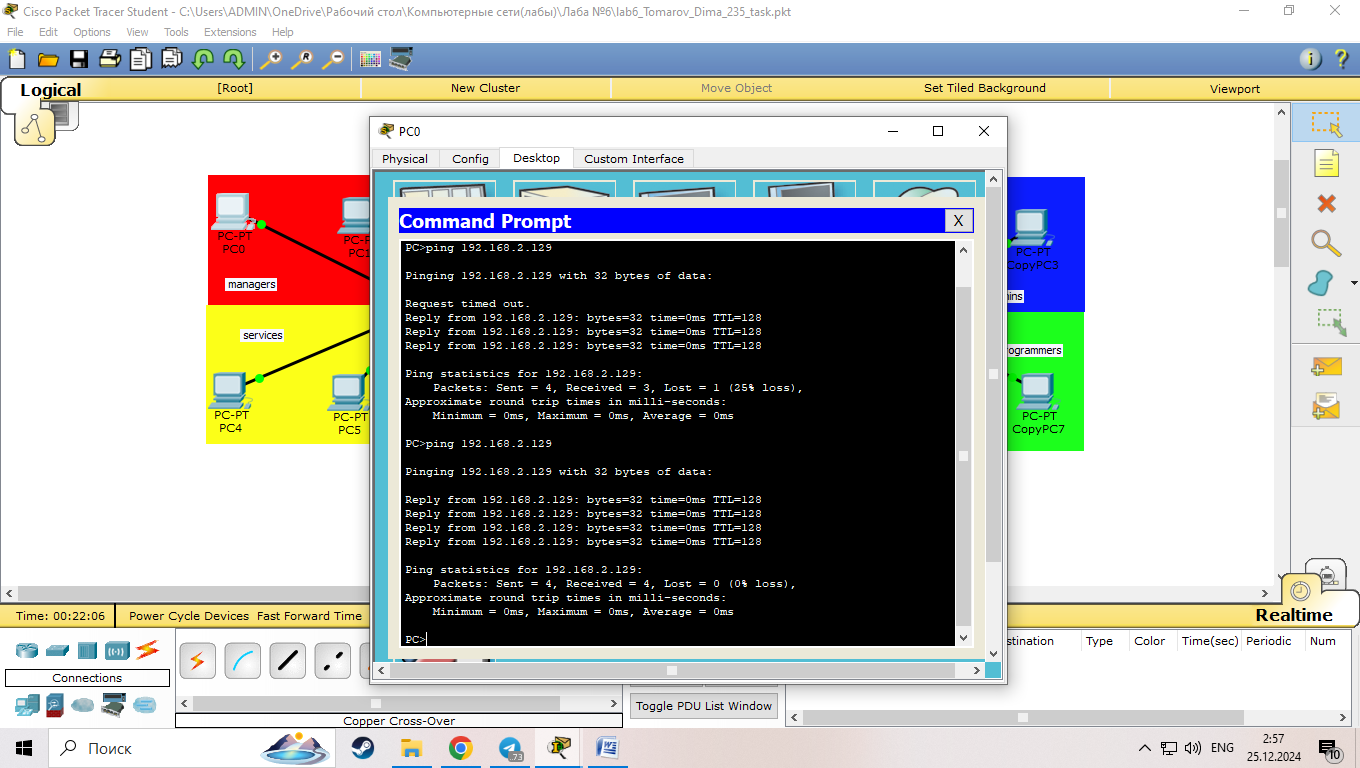 Cisco Packet Tracer Student - C:\Users\ADMIN\OneDrive\Рабочий стол\Компьютерные сети(лабы)\Лаба №6\lab6_Tomarov_Dima_235_task.pkt
File Edit Options View Tools Extensions Help
Logical [Root] New Cluster Move Object Set Tiled Background Viewport
PC0
Physical Config Desktop Custom Interface
Command Prompt X
PC>ping 192.168.2.129
Pinging 192.168.2.129 with 32 bytes of data:
Request timed out.
Reply from 192.168.2.129: bytes=32 time=0ms TTL=128
Reply from 192.168.2.129: bytes=32 time=0ms TTL=128
Reply from 192.168.2.129: bytes=32 time=0ms TTL=128
Ping statistics for 192.168.2.129:
Packets: Sent = 4, Received = 3, Lost = 1 (25% loss),
Approximate round trip times in milli-seconds:
Minimum = 0ms, Maximum = 0ms, Average = 0ms
PC>ping 192.168.2.129
Pinging 192.168.2.129 with 32 bytes of data:
Reply from 192.168.2.129: bytes=32 time=0ms TTL=128
Reply from 192.168.2.129: bytes=32 time=0ms TTL=128
Reply from 192.168.2.129: bytes=32 time=0ms TTL=128
Reply from 192.168.2.129: bytes=32 time=0ms TTL=128
Ping statistics for 192.168.2.129:
Packets: Sent = 4, Received = 4, Lost = 0 (0% loss),
Approximate round trip times in milli-seconds:
Minimum = 0ms, Maximum = 0ms, Average = 0ms
PC>
PC-PT
PC0
PC-P
PC1
managers
services
PC-PT
PC4
PC-PT
PC5
PC-PT
CopyPC3
ins
ogrammers
PC-PT
CopyPC7
Time: 00:22:06 Power Cycle Devices Fast Forward Time
Realtime
Connections
Copper Cross-Over
Toggle PDU List Window
stination Type Color Time(sec) Periodic Num
Поиск
73
ENG
2:57
25.12.2024
10